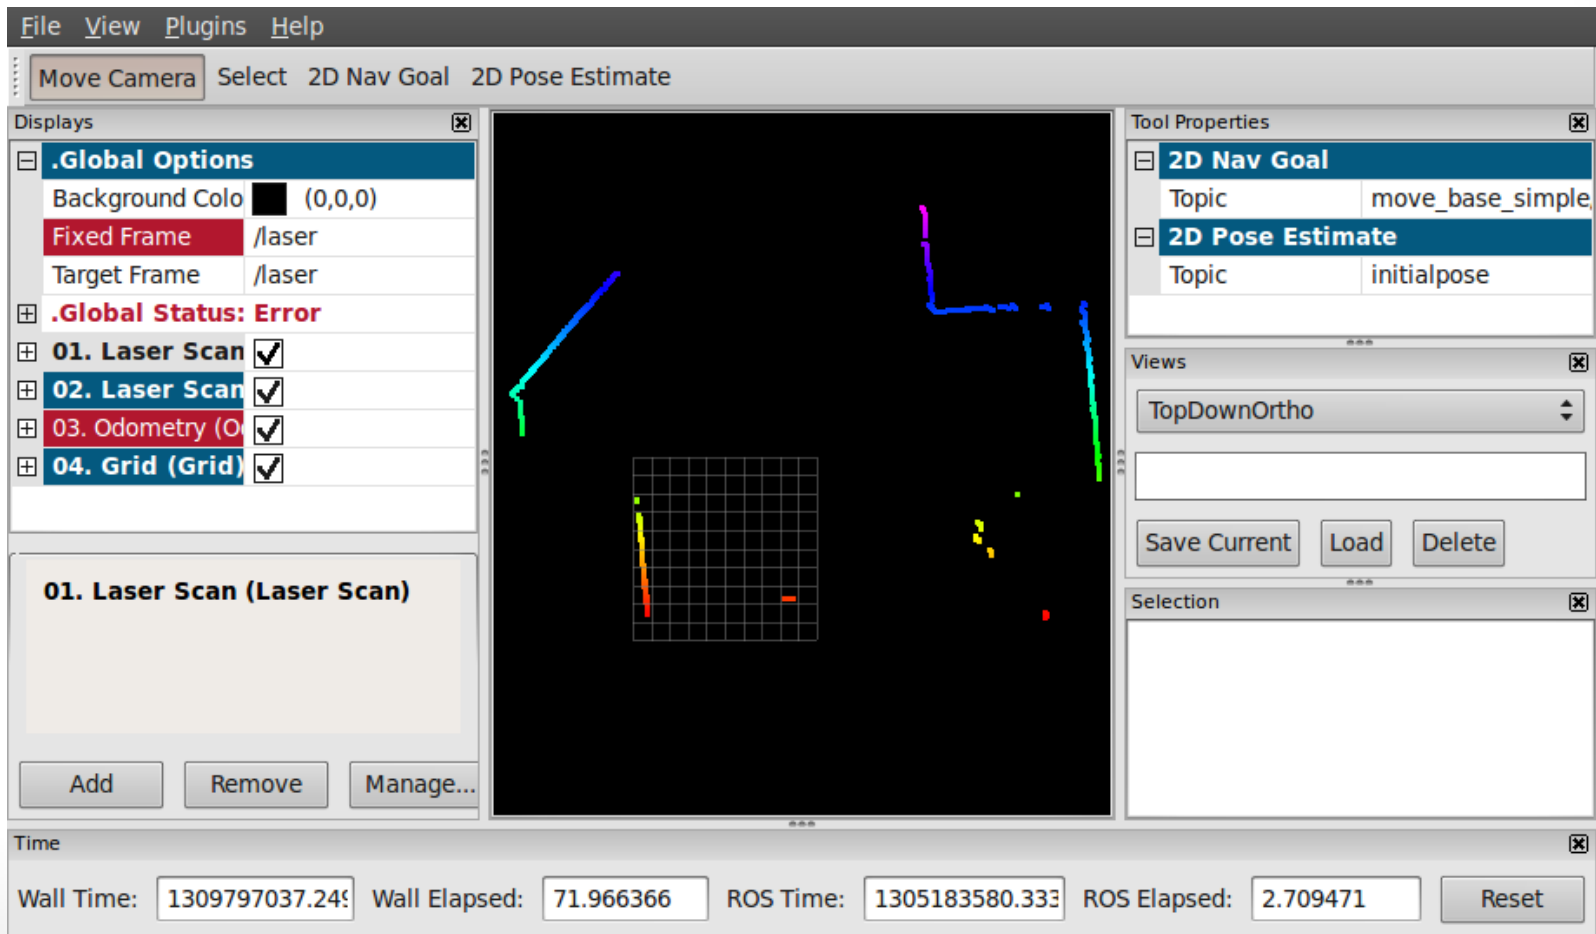 File View Plugins Help
Move Camera Select 2D Nav Goal 2D Pose Estimate
Displays
.Global Options
Background Colo (0,0,0)
Fixed Frame /laser
Target Frame /laser
.Global Status: Error
01. Laser Scan
02. Laser Scan
03. Odometry (O
04. Grid (Grid)
01. Laser Scan (Laser Scan)
Add Remove Manage...
Tool Properties
2D Nav Goal
Topic move_base_simple
2D Pose Estimate
Topic initialpose
Views
TopDownOrtho
Save Current Load Delete
Selection
Time
Wall Time: 1309797037.249 Wall Elapsed: 71.966366 ROS Time: 1305183580.333 ROS Elapsed: 2.709471 Reset